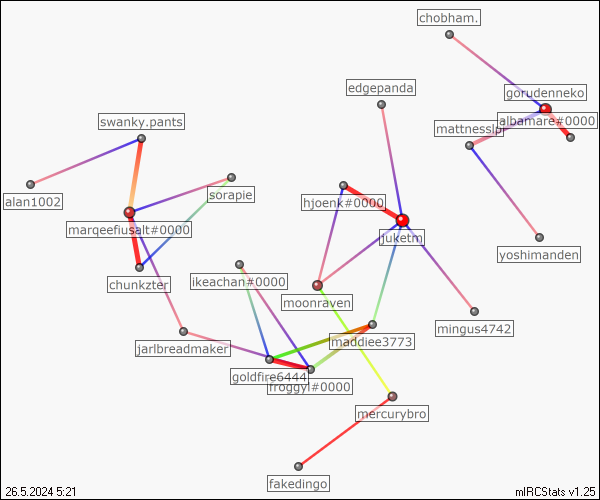 chobham.
edgepanda
gorudenneko
swanky.pants
albamare#0000
mattnessip
alan1002
sorapie
hjoenk#0000
marqeefiusalt#0000
juketm
yoshimanden
chunkzter
ikeachan#0000
moonraven
mingus4742
jarlbreadmaker
maddiee3773
goldfire6444
froggyl#0000
mercurybro
fakedingo
26.5.2024 5:21
mIRCStats v1.25